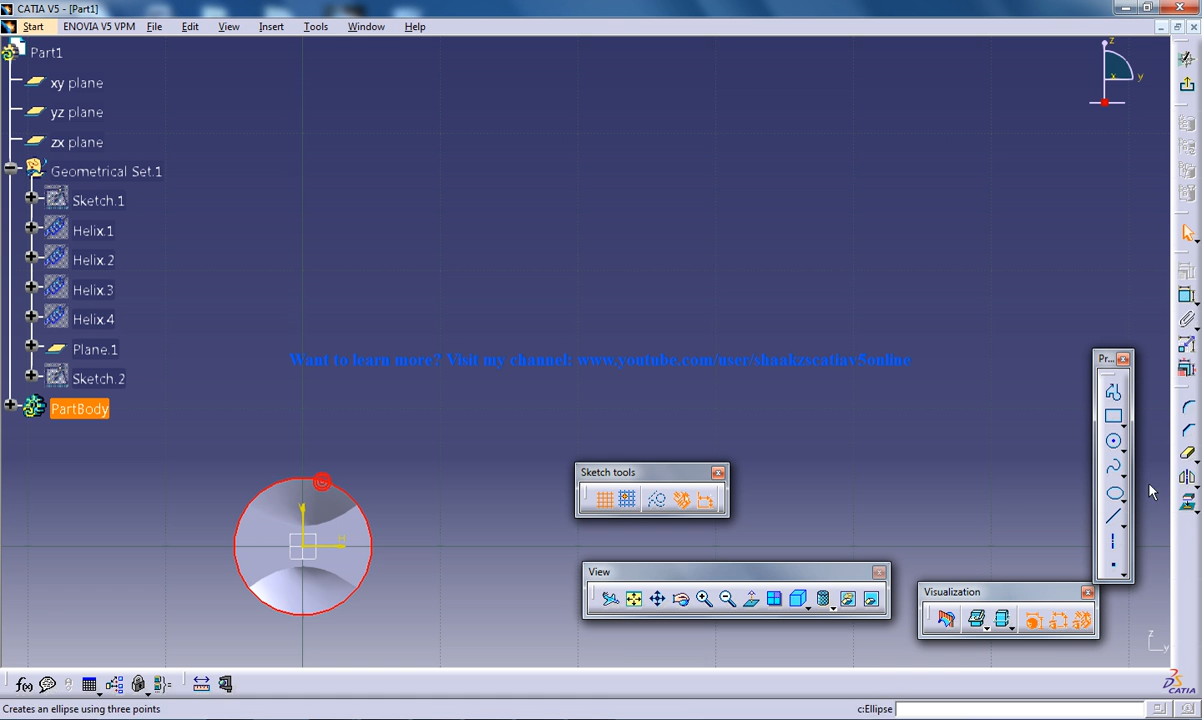 CATIA V5 - [Part1]
Start ENOVIA V5 VPM File Edit View Insert Tools Window Help
Part1
xy plane
yz plane
zx plane
Geometrical Set.1
Sketch.1
Helix.1
Helix.2
Helix.3
Helix.4
Plane.1
Sketch.2
PartBody
z
y
x
Want to learn more? Visit my channel: www.youtube.com/user/shaakzscatiav5online
Pr...
Sketch tools
V
H
View
Visualization
z
y
f(x)
CATIA
Creates an ellipse using three points
c:Ellipse